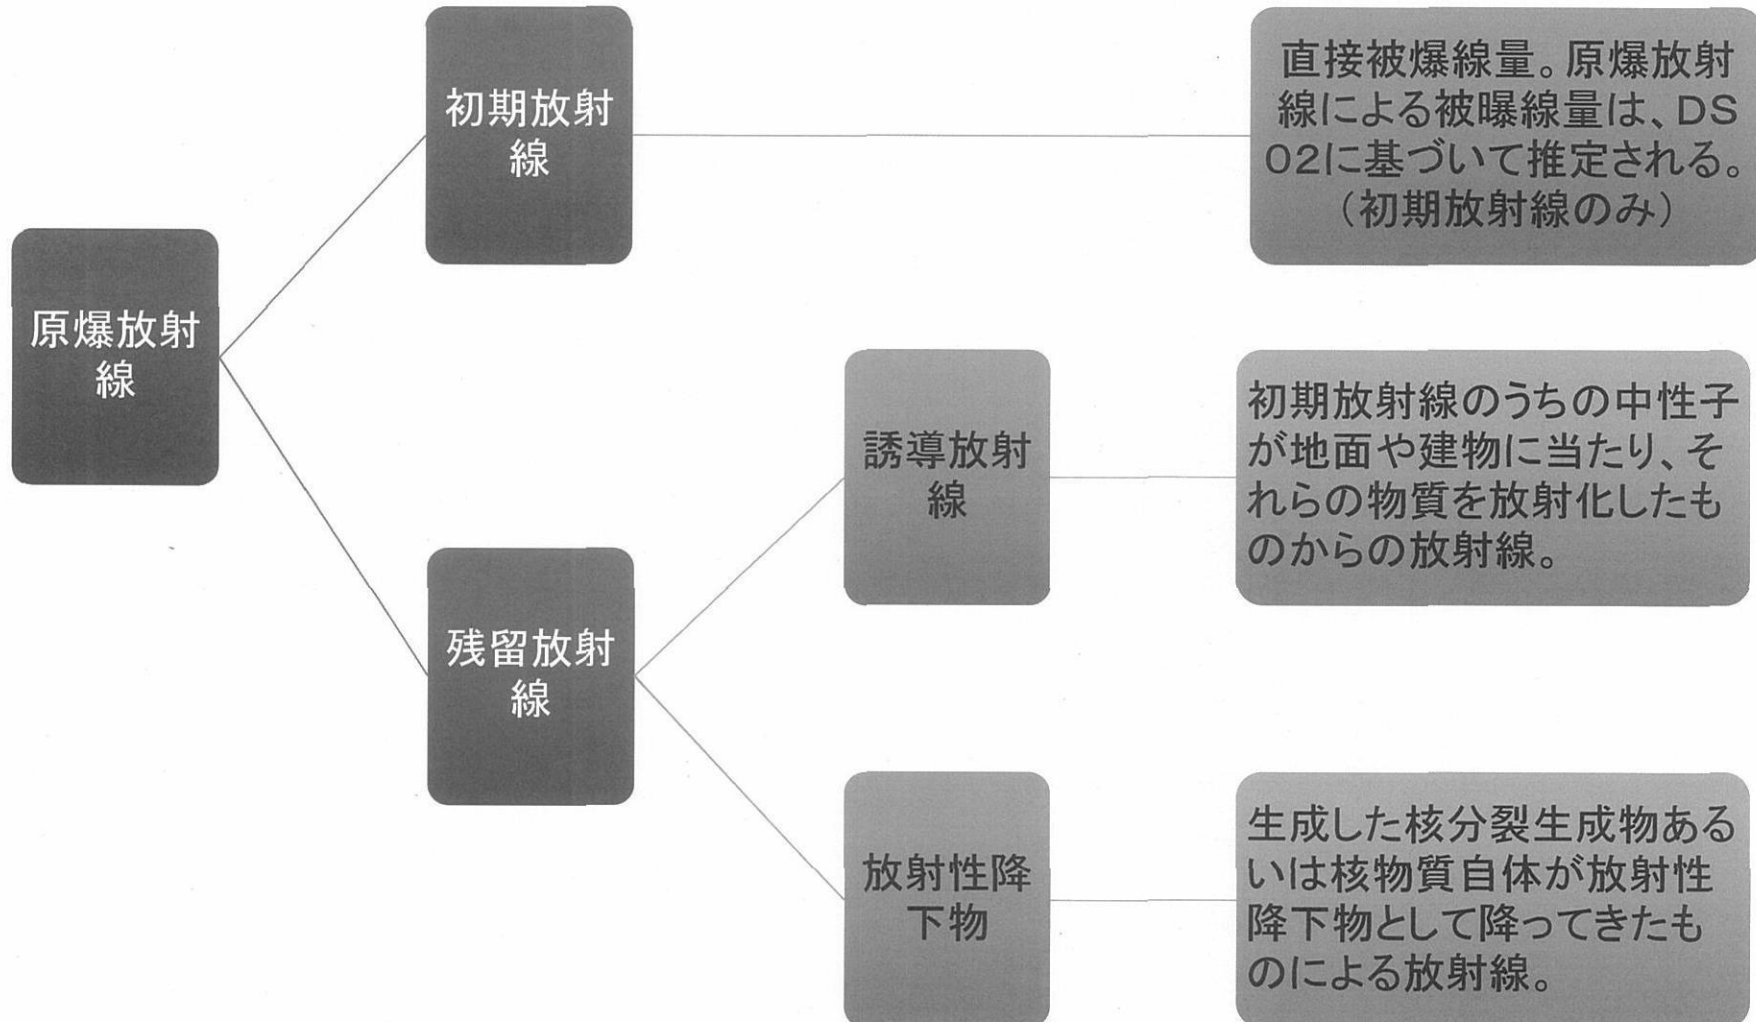 原爆放射
線
初期放射
線
直接被爆線量。原爆放射
線による被曝線量は、DS
02に基づいて推定される。
（初期放射線のみ）
残留放射
線
誘導放射
線
初期放射線のうちの中性子
が地面や建物に当たり、そ
れらの物質を放射化したも
のからの放射線。
放射性降
下物
生成した核分裂生成物ある
いは核物質自体が放射性
降下物として降ってきたも
のによる放射線。